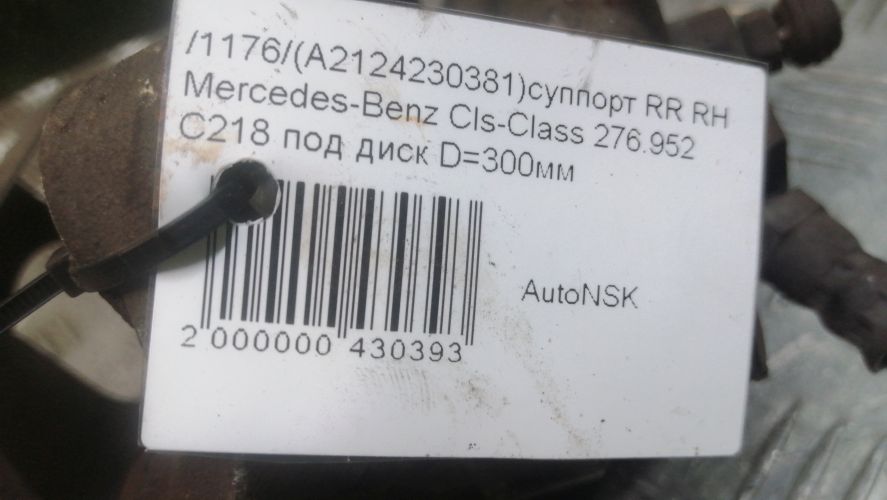 /1176/(A2124230381)суппорт RR RH
Mercedes-Benz Cls-Class 276.952
C218 под диск D=300мм
AutoNSK
2 000000 430393